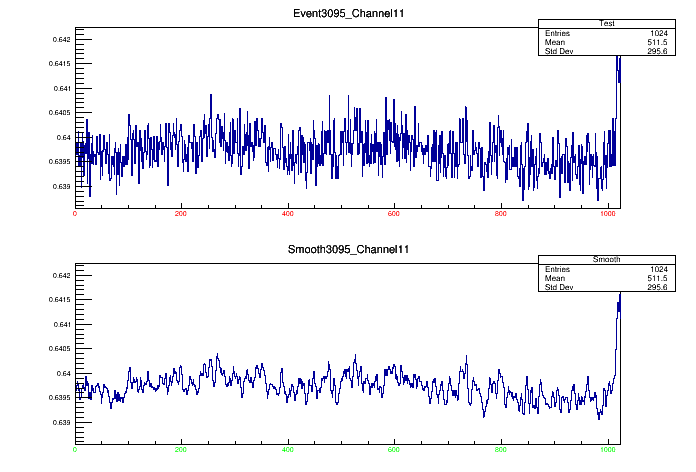 Event3095_Channel11
Test
Entries 1024
Mean 511.5
Std Dev 295.6
0.642
0.6415
0.641
0.6405
0.64
0.6395
0.639
0 200 400 600 800 1000
Smooth3095_Channel11
Smooth
Entries 1024
Mean 511.5
Std Dev 295.6
0.642
0.6415
0.641
0.6405
0.64
0.6395
0.639
0 200 400 600 800 1000